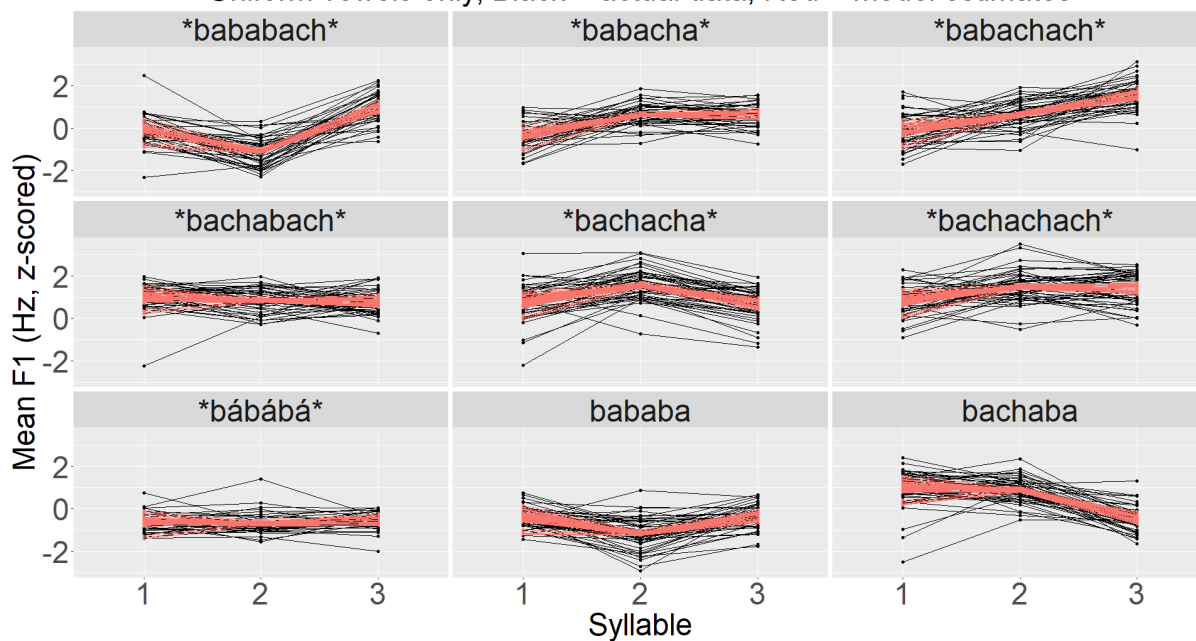 *bababach*
*babacha*
*babachach*
2
0
-2
*bachabach*
*bachacha*
*bachachach*
2
0
-2
*bábábá*
bababa
bachaba
2
0
-2
1 2 3
1 2 3
1 2 3
Syllable
Mean F1 (Hz, z-scored)